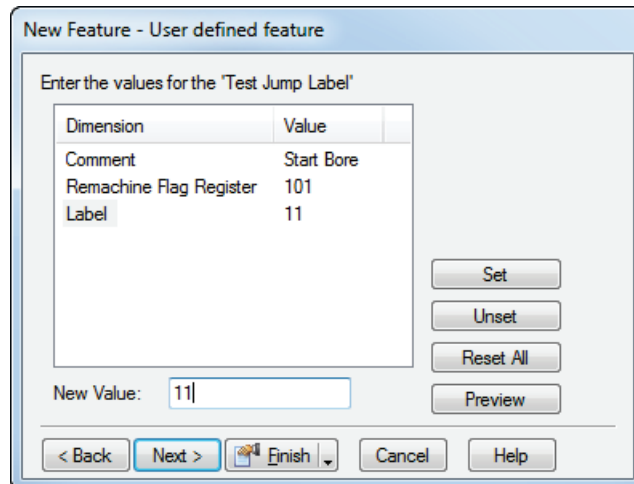 New Feature - User defined feature
Enter the values for the 'Test Jump Label'
Dimension Value
Comment Start Bore
Remachine Flag Register 101
Label 11
Set
Unset
Reset All
New Value: 11 Preview
< Back Next > Finish Cancel Help